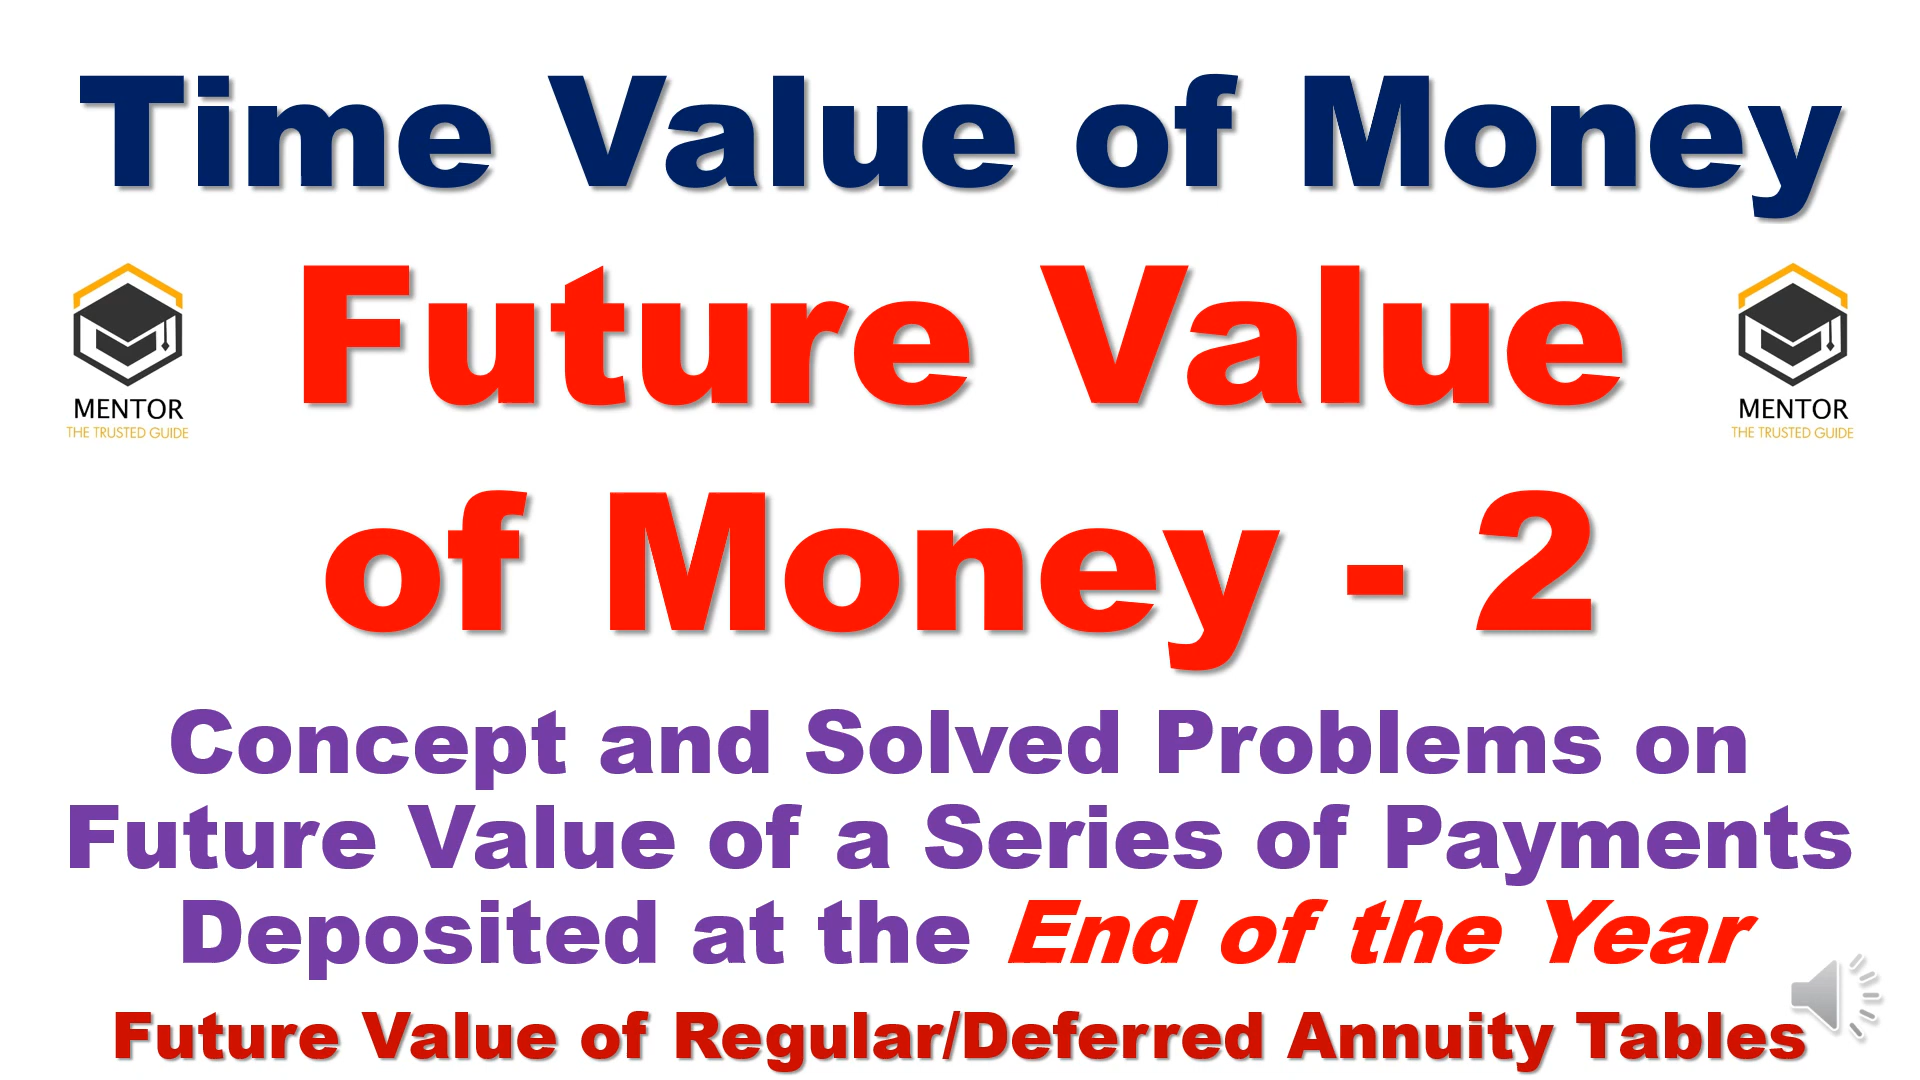 Time Value of Money
Future Value
MENTOR
THE TRUSTED GUIDE
MENTOR
THE TRUSTED GUIDE
of Money - 2
Concept and Solved Problems on
Future Value of a Series of Payments
Deposited at the End of the Year
Future Value of Regular/Deferred Annuity Tables